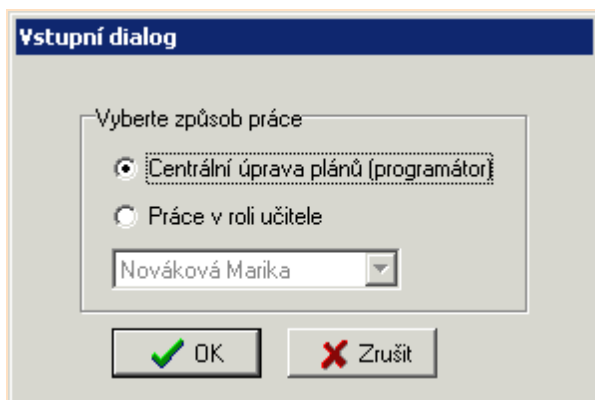 Vstupní dialog
Vyberte způsob práce
Centrální úprava plánů (programátor)
Práce v roli učitele
Nováková Marika
OK
Zrušit